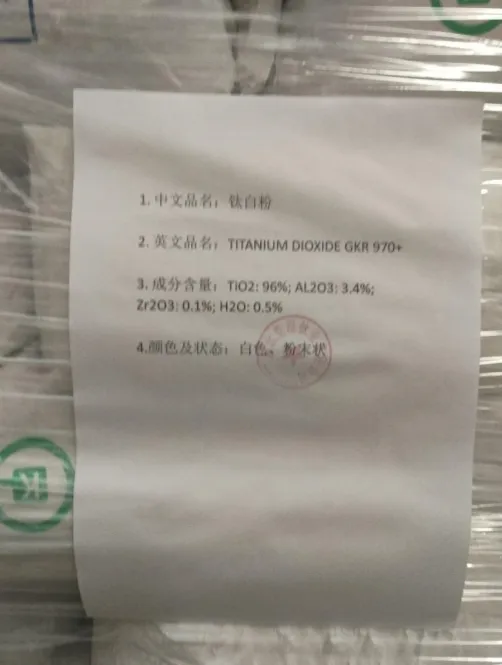 1. 中文品名：钛白粉
2. 英文品名：TITANIUM DIOXIDE GKR 970+
3. 成分含量：TiO2: 96%; AL2O3: 3.4%;
Zr2O3: 0.1%; H2O: 0.5%
4.颜色及状态：白色、粉末状
K